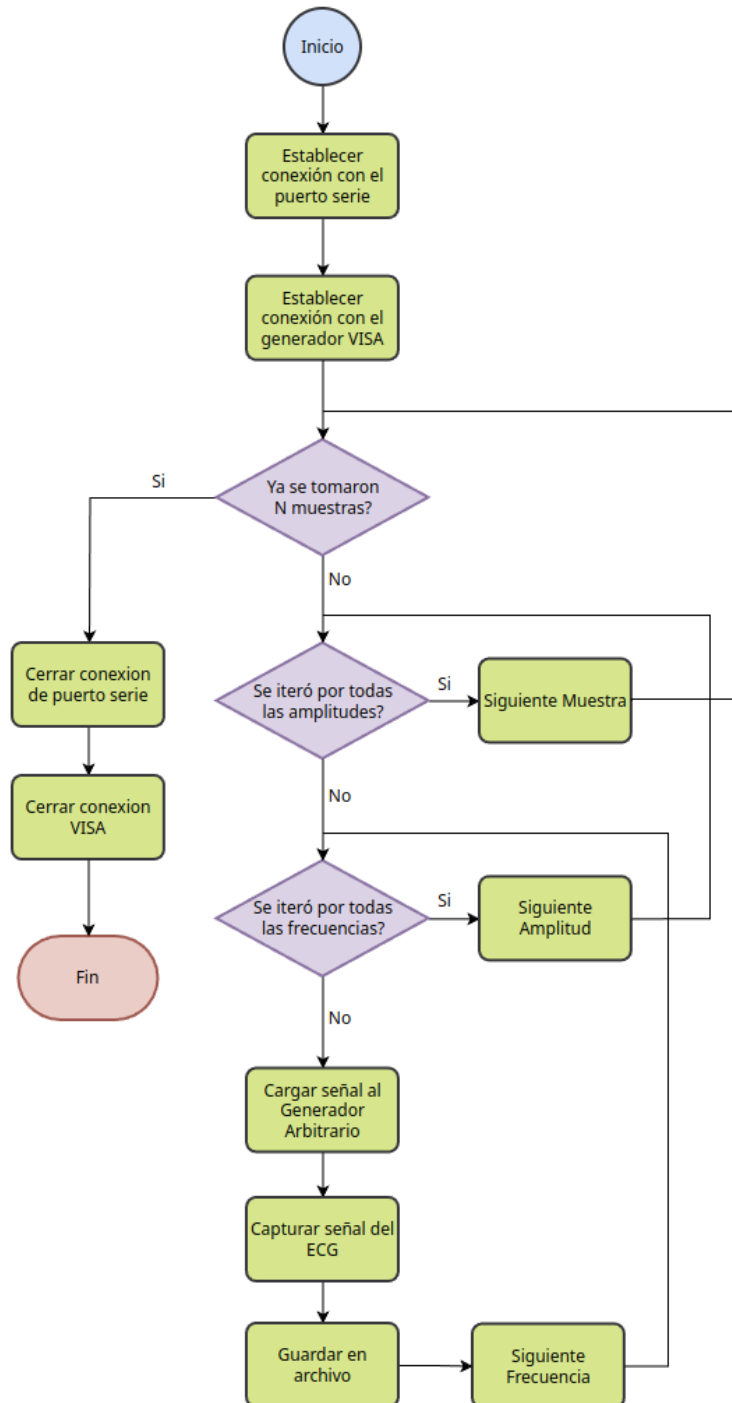 Inicio
Establecer
conexión con el
puerto serie
Establecer
conexión con el
generador VISA
Ya se tomaron
N muestras?
Si
No
Cerrar conexion
de puerto serie
Cerrar conexion
VISA
Fin
Se iteró por todas
las amplitudes?
Si
Siguiente Muestra
No
Se iteró por todas
las frecuencias?
Si
Siguiente
Amplitud
No
Cargar señal al
Generador
Arbitrario
Capturar señal del
ECG
Guardar en
archivo
Siguiente
Frecuencia